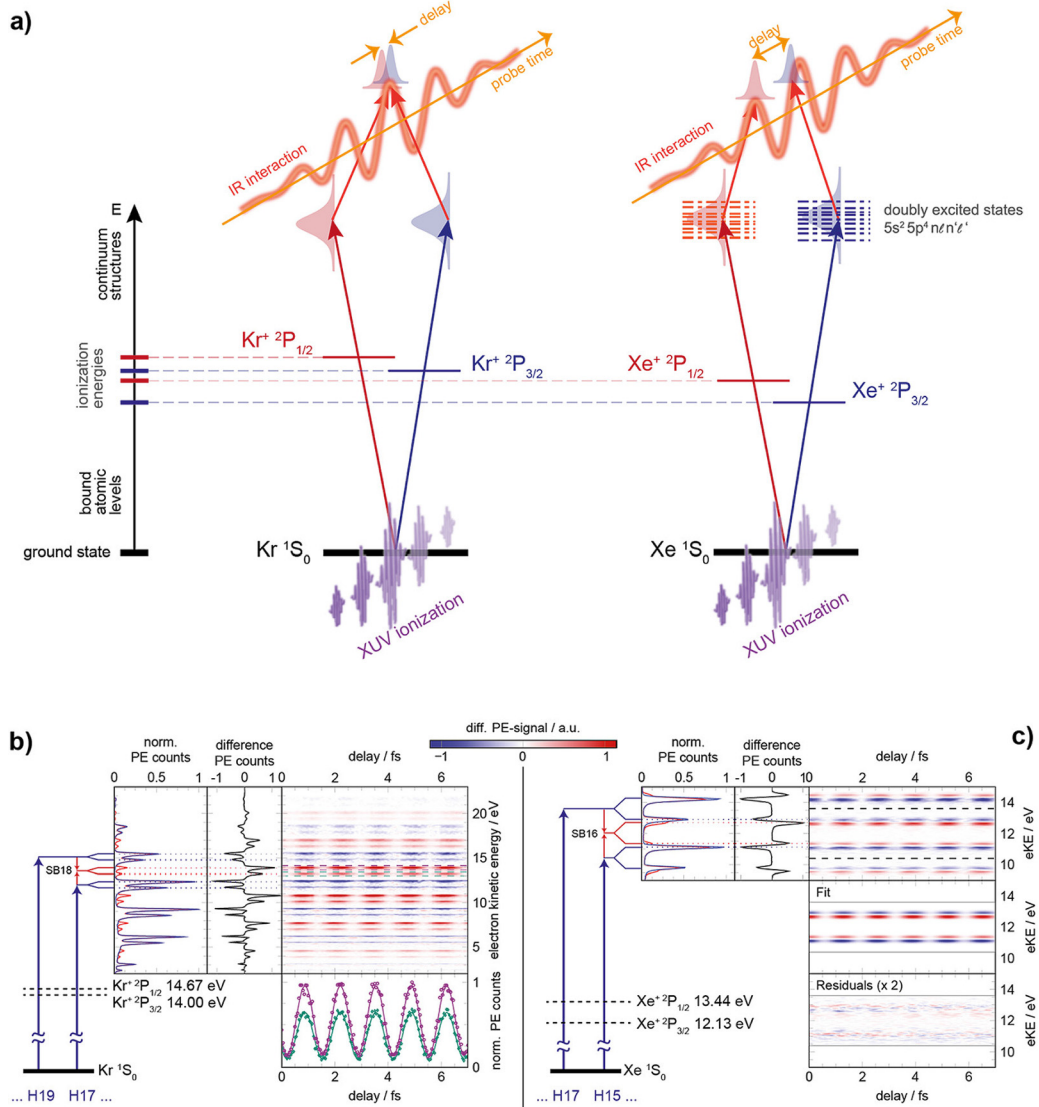 a)
delay
probe time
IR interaction
delay
probe time
IR interaction
E
continuum
structures
ionization
energies
bound
atomic
levels
ground state
doubly excited states
5s² 5p⁴ nℓ n'ℓ'
Kr⁺ ²P₁/₂
Kr⁺ ²P₃/₂
Xe⁺ ²P₁/₂
Xe⁺ ²P₃/₂
Kr ¹S₀
Xe ¹S₀
XUV ionization
XUV ionization
b)
diff. PE-signal / a.u.
−1 0 1
norm.
PE counts
difference
PE counts
delay / fs
0 0.5 1
-1 0 1
0 2 4 6
20
15
10
5
electron kinetic energy / eV
SB18
Kr⁺ ²P₁/₂ 14.67 eV
Kr⁺ ²P₃/₂ 14.00 eV
1
0
norm. PE counts
Kr ¹S₀
... H19 H17 ...
0 2 4 6
delay / fs
c)
norm.
PE counts
difference
PE counts
delay / fs
0 0.5 1
-1 0 1
0 2 4 6
14
12
10
eKE / eV
SB16
Fit
14
12
10
eKE / eV
Residuals (x 2)
14
12
10
eKE / eV
Xe⁺ ²P₁/₂ 13.44 eV
Xe⁺ ²P₃/₂ 12.13 eV
Xe ¹S₀
... H17 H15 ...
0 2 4 6
delay / fs